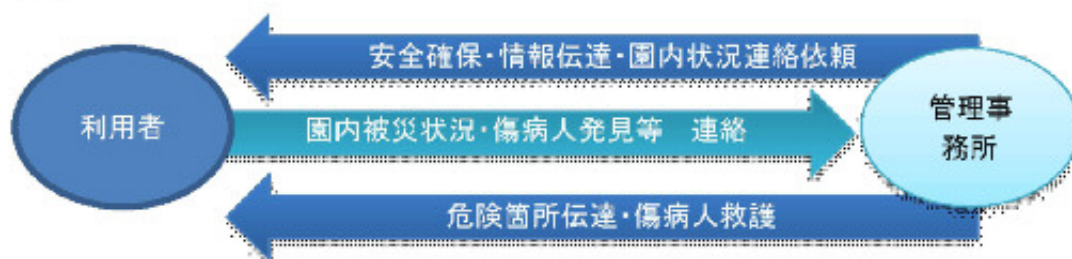 安全確保・情報伝達・園内状況連絡依頼
利用者
園内被災状況・傷病人発見等　連絡
管理事
務所
危険箇所伝達・傷病人救護